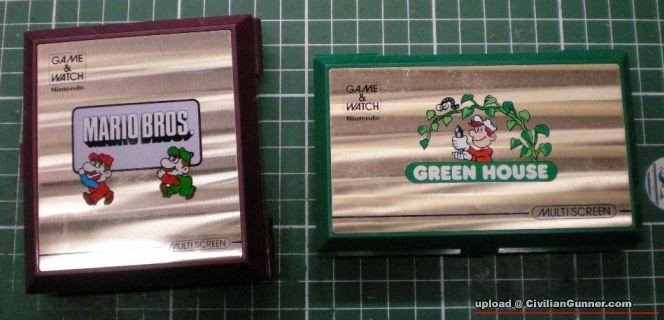 GAME
&
WATCH
Nintendo
MARIO BROS.
MULTI SCREEN
GAME
&
WATCH
Nintendo
GREEN HOUSE
MULTI SCREEN
upload @ CivilianGunner.com